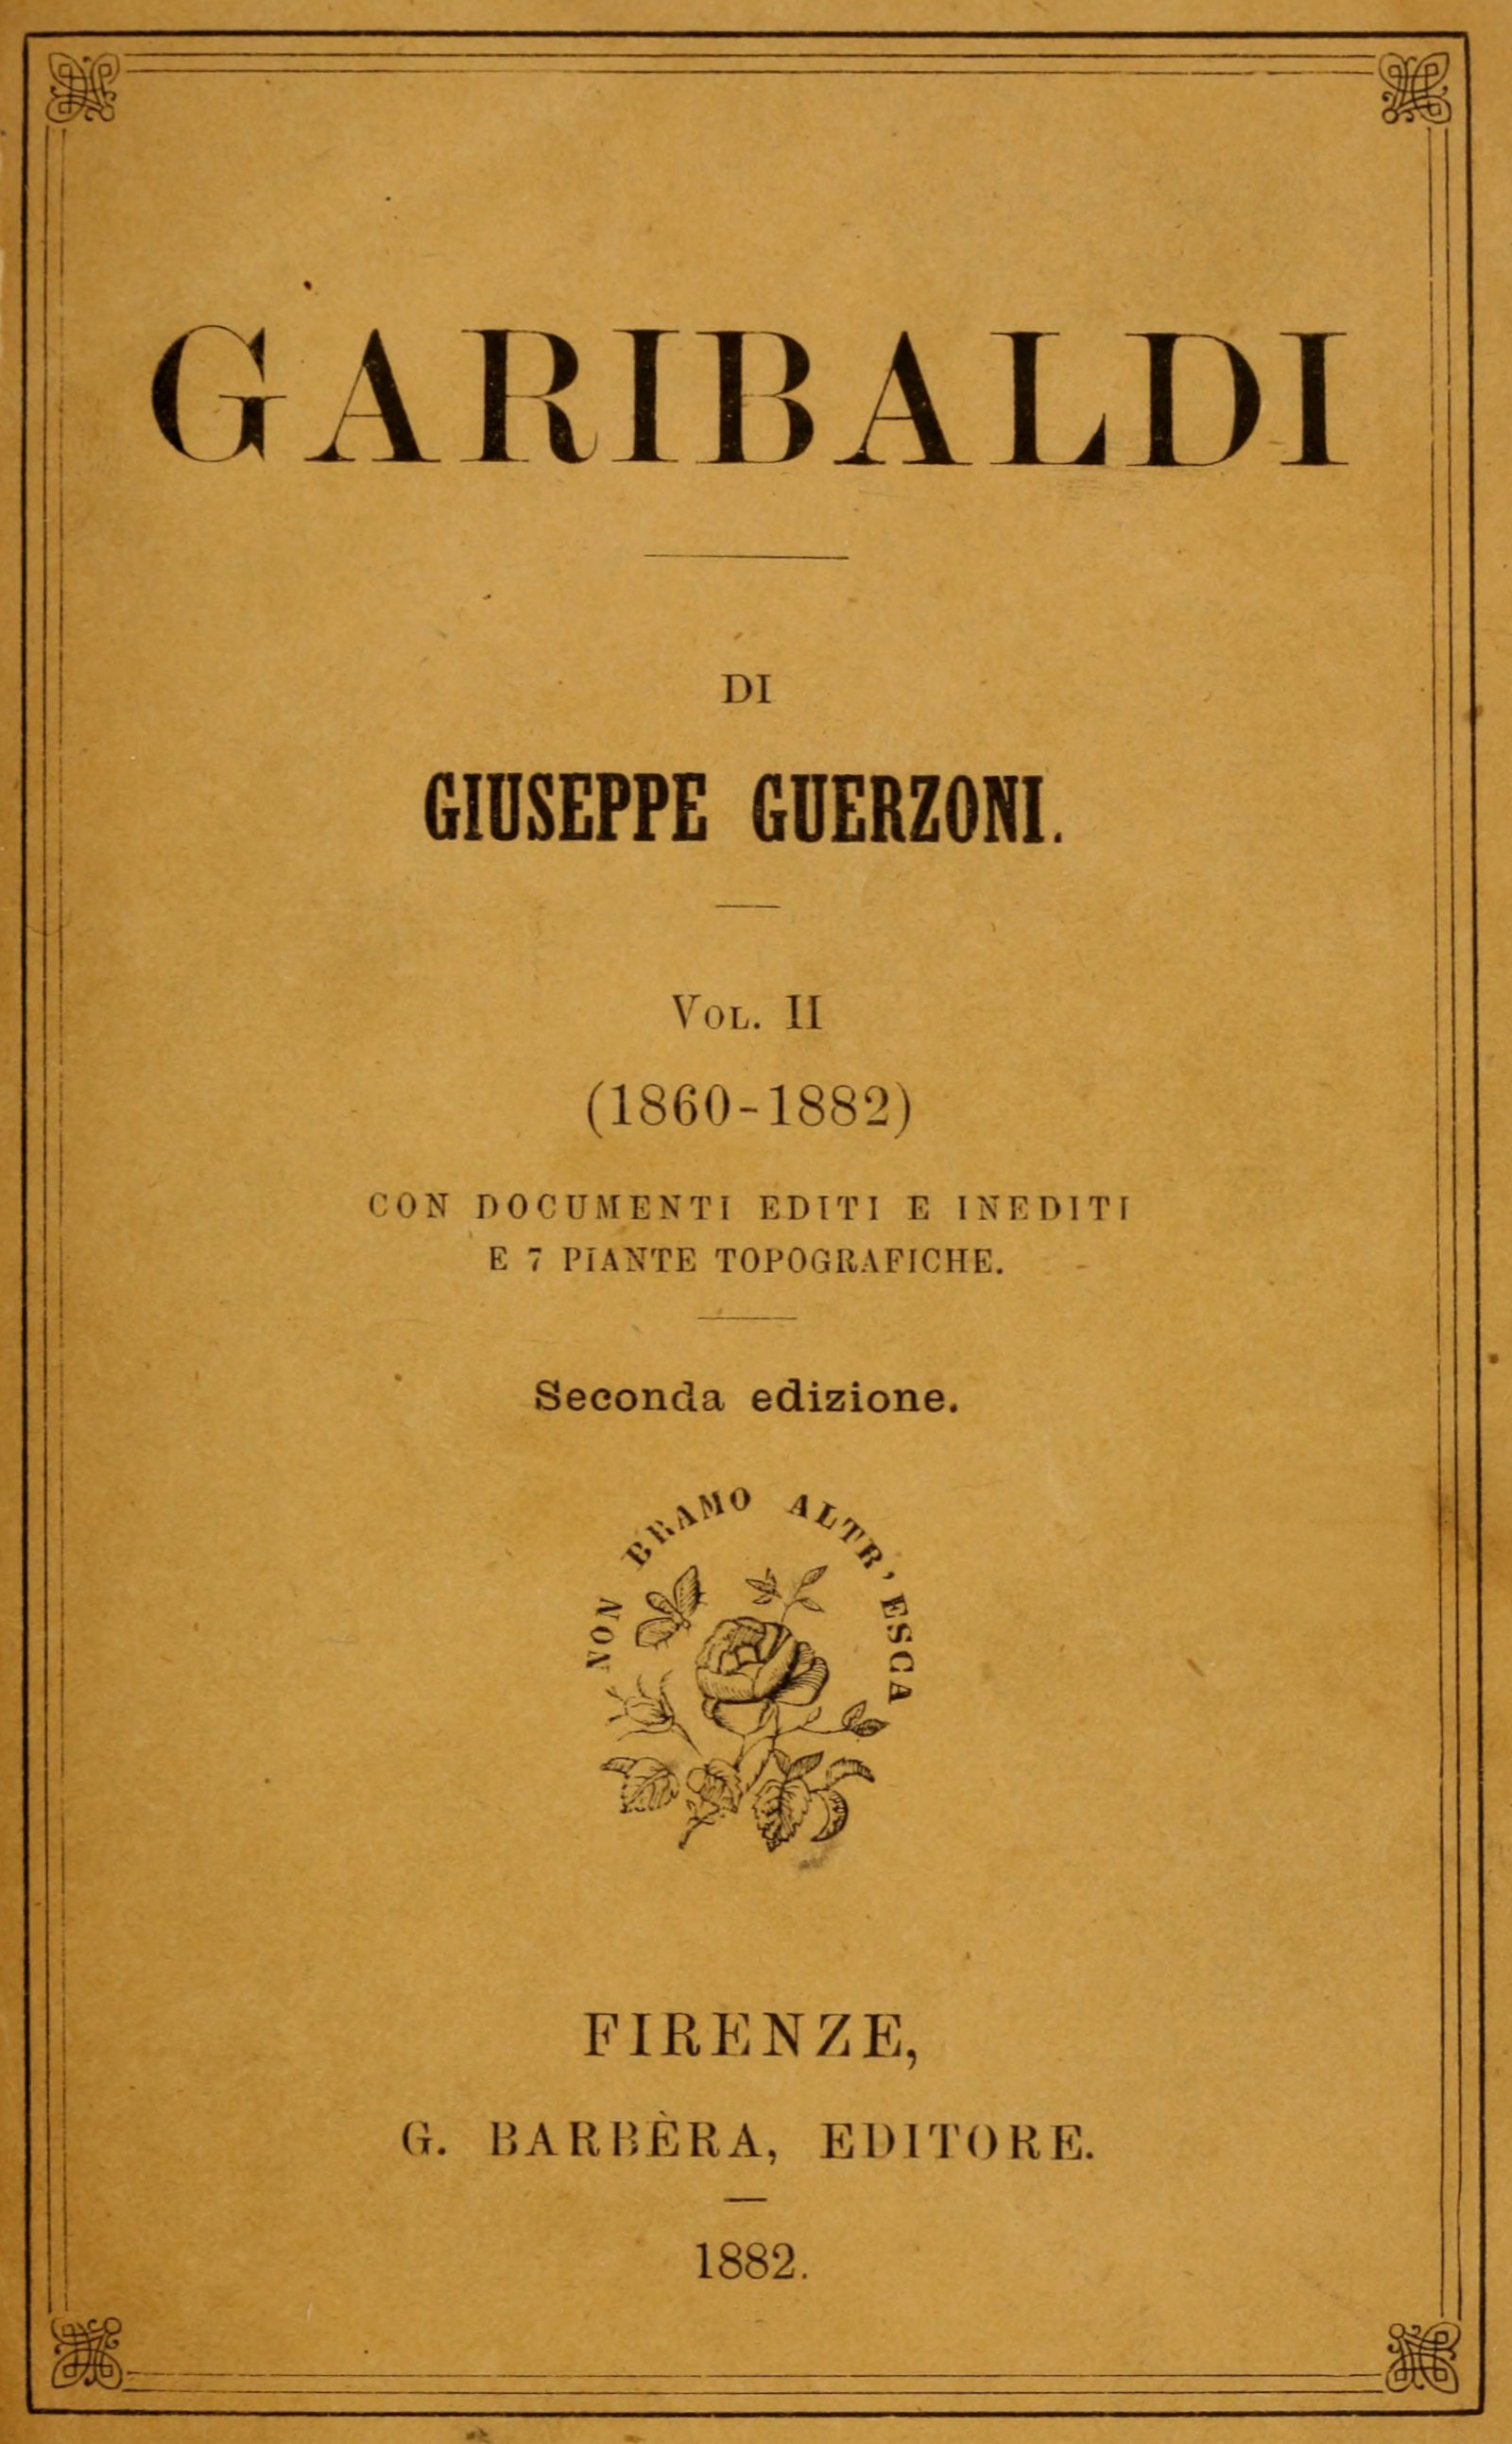 GARIBALDI
DI
GIUSEPPE GUERZONI.
VOL. II
(1860-1882)
CON DOCUMENTI EDITI E INEDITI
E 7 PIANTE TOPOGRAFICHE.
Seconda edizione.
NON BRAMO ALTR' ESCA
FIRENZE,
G. BARBÈRA, EDITORE.
1882.